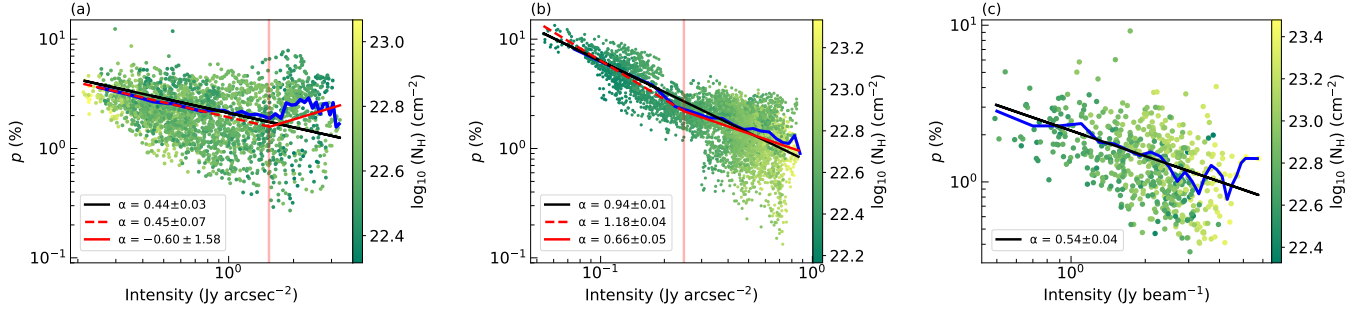 (a)
10¹
10⁰
10⁻¹
p (%)
α = 0.44±0.03
α = 0.45±0.07
α = −0.60 ± 1.58
10⁰
Intensity (Jy arcsec⁻²)
23.0
22.8
22.6
22.4
log₁₀ (N_H) (cm⁻²)
(b)
10¹
10⁰
10⁻¹
p (%)
α = 0.94±0.01
α = 1.18±0.04
α = 0.66±0.05
10⁻¹
10⁰
Intensity (Jy arcsec⁻²)
23.2
23.0
22.8
22.6
22.4
22.2
log₁₀ (N_H) (cm⁻²)
(c)
10¹
10⁰
p (%)
α = 0.54±0.04
10⁰
Intensity (Jy beam⁻¹)
23.4
23.2
23.0
22.8
22.6
22.4
log₁₀ (N_H) (cm⁻²)